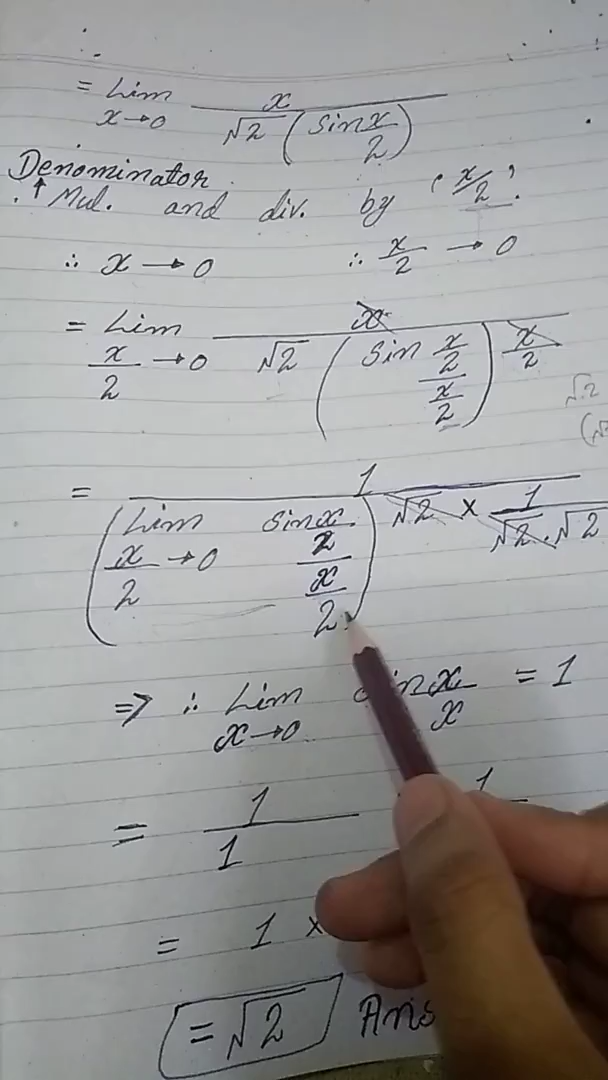 = Lim x→0 x / √2 (Sin x/2)
Denominator
↑ Mul. and div. by 'x/2'.
∴ x → 0 ∴ x/2 → 0
= Lim x/2→0 x / √2 (Sin x/2 / x/2) x/2
√2
= 1 / (Lim x/2→0 Sin x/2 / x/2) √2 × 1/√2.√2
=> ∴ Lim x→0 Sin x / x = 1
= 1/1 1
= 1 ×
= √2 Ans